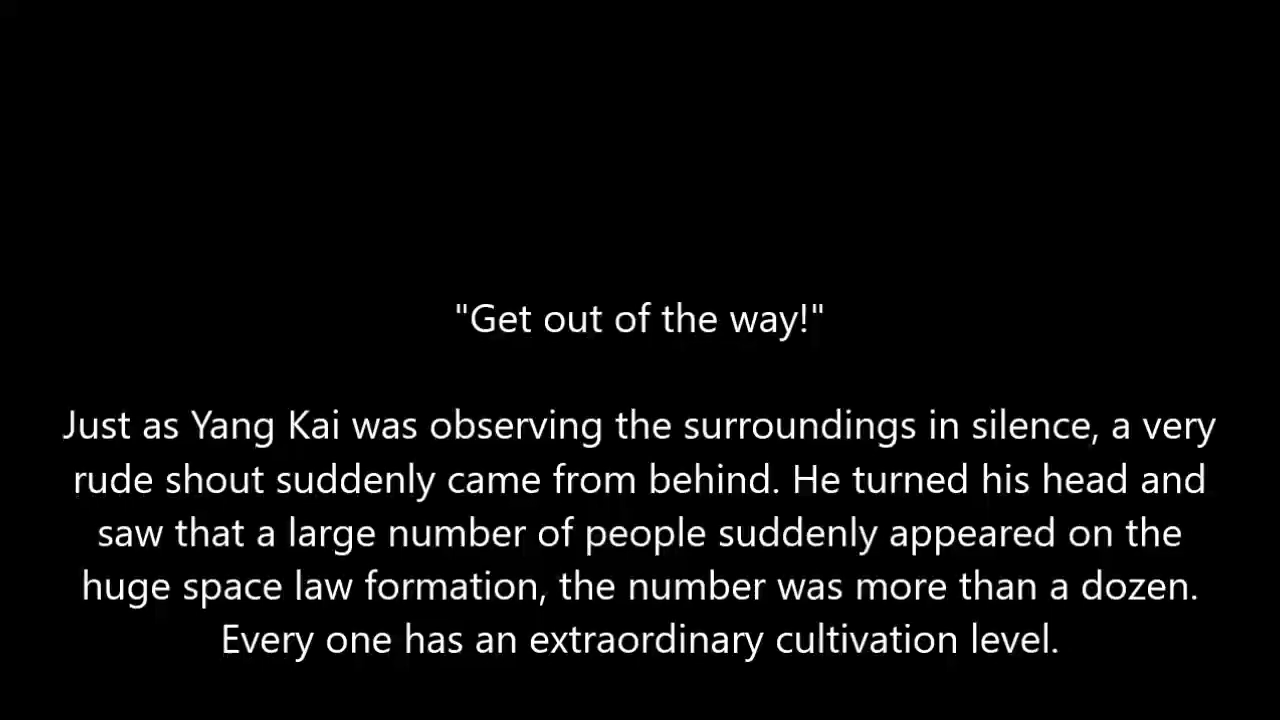 "Get out of the way!"
Just as Yang Kai was observing the surroundings in silence, a very
rude shout suddenly came from behind. He turned his head and
saw that a large number of people suddenly appeared on the
huge space law formation, the number was more than a dozen.
Every one has an extraordinary cultivation level.